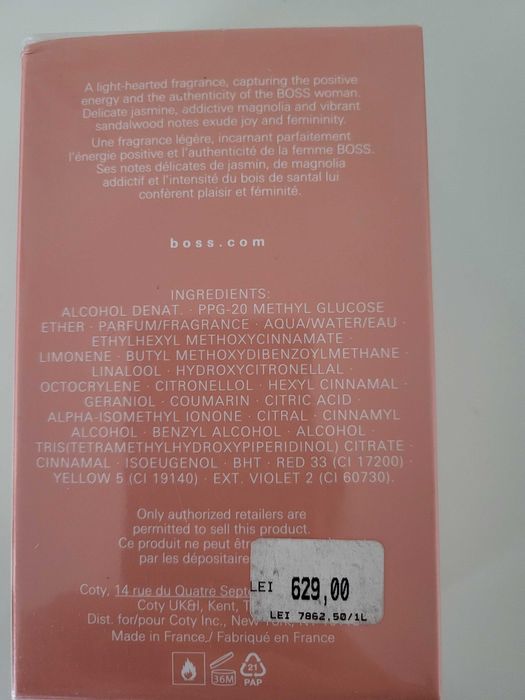 A light-hearted fragrance, capturing the positive
energy and the authenticity of the BOSS woman.
Delicate jasmine, addictive magnolia and vibrant
sandalwood notes exude joy and femininity.
Une fragrance légère, incarnant parfaitement
l'énergie positive et l'authenticité de la femme BOSS.
Ses notes délicates de jasmin, de magnolia
addictif et l'intensité du bois de santal lui
confèrent plaisir et féminité.
boss.com
INGREDIENTS:
ALCOHOL DENAT. · PPG-20 METHYL GLUCOSE
ETHER · PARFUM/FRAGRANCE · AQUA/WATER/EAU ·
ETHYLHEXYL METHOXYCINNAMATE ·
LIMONENE · BUTYL METHOXYDIBENZOYLMETHANE ·
LINALOOL · HYDROXYCITRONELLAL ·
OCTOCRYLENE · CITRONELLOL · HEXYL CINNAMAL ·
GERANIOL · COUMARIN · CITRIC ACID ·
ALPHA-ISOMETHYL IONONE · CITRAL · CINNAMYL
ALCOHOL · BENZYL ALCOHOL · ALCOHOL ·
TRIS(TETRAMETHYLHYDROXYPIPERIDINOL) CITRATE ·
CINNAMAL · ISOEUGENOL · BHT · RED 33 (CI 17200) ·
YELLOW 5 (CI 19140) · EXT. VIOLET 2 (CI 60730).
Only authorized retailers are
permitted to sell this product.
Ce produit ne peut
par les dépositaire
Coty, 14 rue du Quatre
LEI 629,00
Coty UK&I, Kent,
LEI 7862,50/1L
Dist. for/pour Coty Inc.,
Made in France / Fabriqué en France
36M
21
PAP